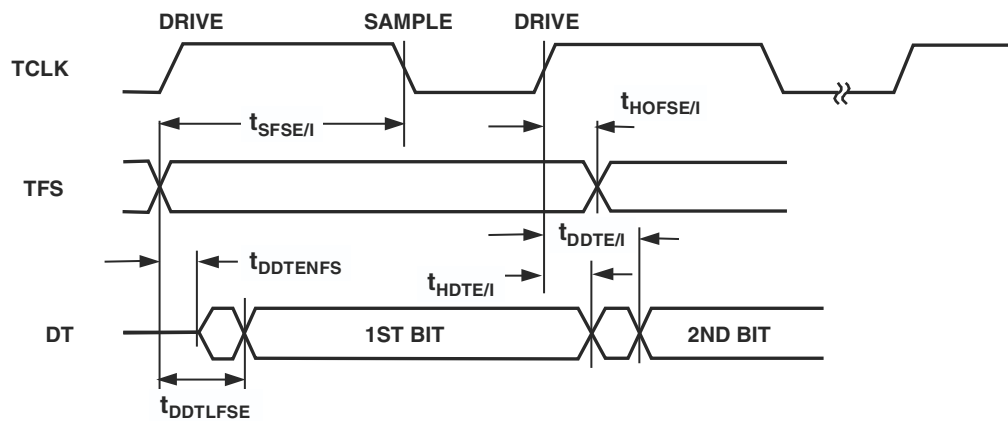 DRIVE SAMPLE DRIVE
TCLK
tSFSE/I
tHOFSE/I
TFS
tDDTE/I
tDDTENFS
tHDTE/I
DT
1ST BIT
2ND BIT
tDDTLFSE